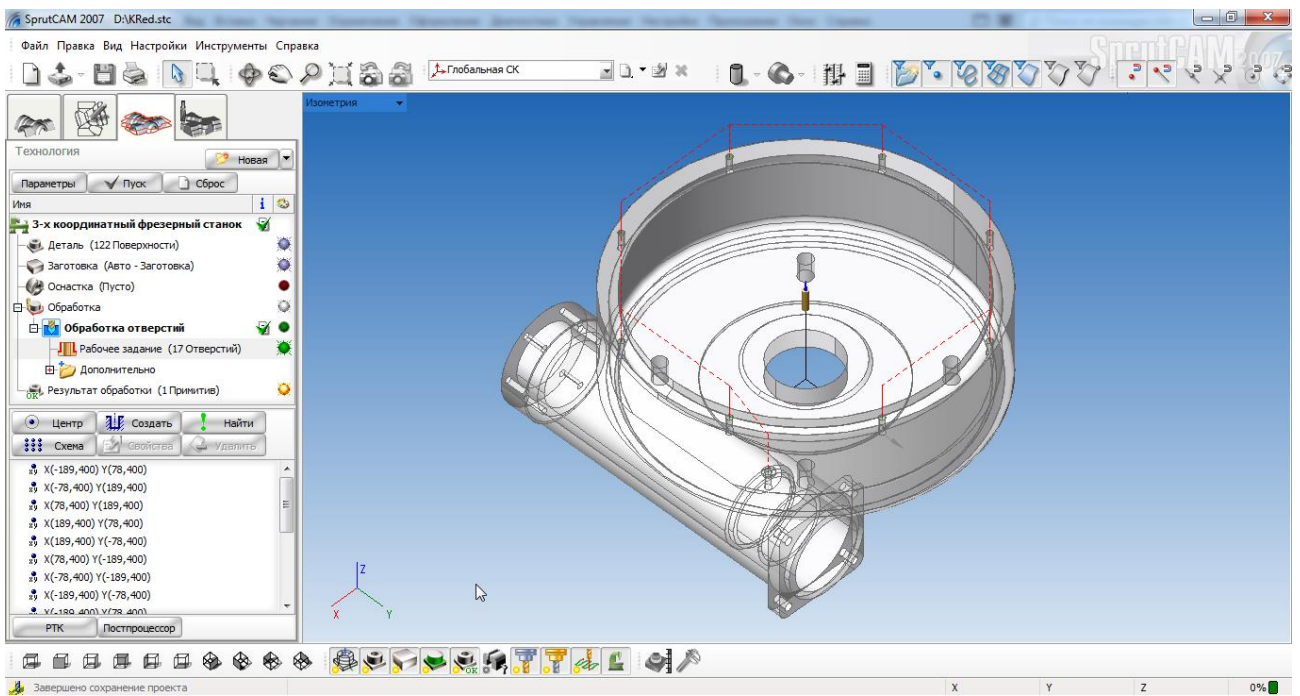 SprutCAM 2007 D:\KRed.stc
Файл Правка Вид Настройки Инструменты Справка
SprutCAM 2007
Глобальная СК
Изометрия
Технология
Новая
Параметры Пуск Сброс
Имя
3-х координатный фрезерный станок
Деталь (122 Поверхности)
Заготовка (Авто - Заготовка)
Оснастка (Пусто)
Обработка
Обработка отверстий
Рабочее задание (17 Отверстий)
Дополнительно
Результат обработки (1 Примитив)
Центр Создать Найти
Схема Свойства Удалить
X(-189,400) Y(78,400)
X(-78,400) Y(189,400)
X(78,400) Y(189,400)
X(189,400) Y(78,400)
X(189,400) Y(-78,400)
X(78,400) Y(-189,400)
X(-78,400) Y(-189,400)
X(-189,400) Y(-78,400)
X(-189,400) Y(78,400)
Z
X Y
РТК Постпроцессор
Завершено сохранение проекта X Y Z 0%